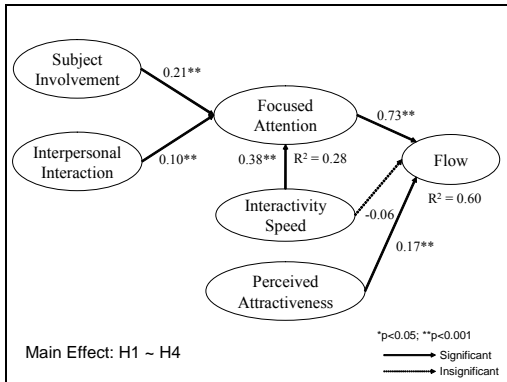 Subject
Involvement
0.21**
Focused
Attention
0.73**
Interpersonal
Interaction
0.10**
0.38**
R² = 0.28
Flow
R² = 0.60
Interactivity
Speed
-0.06
0.17**
Perceived
Attractiveness
*p<0.05; **p<0.001
Main Effect: H1 ~ H4
Significant
Insignificant